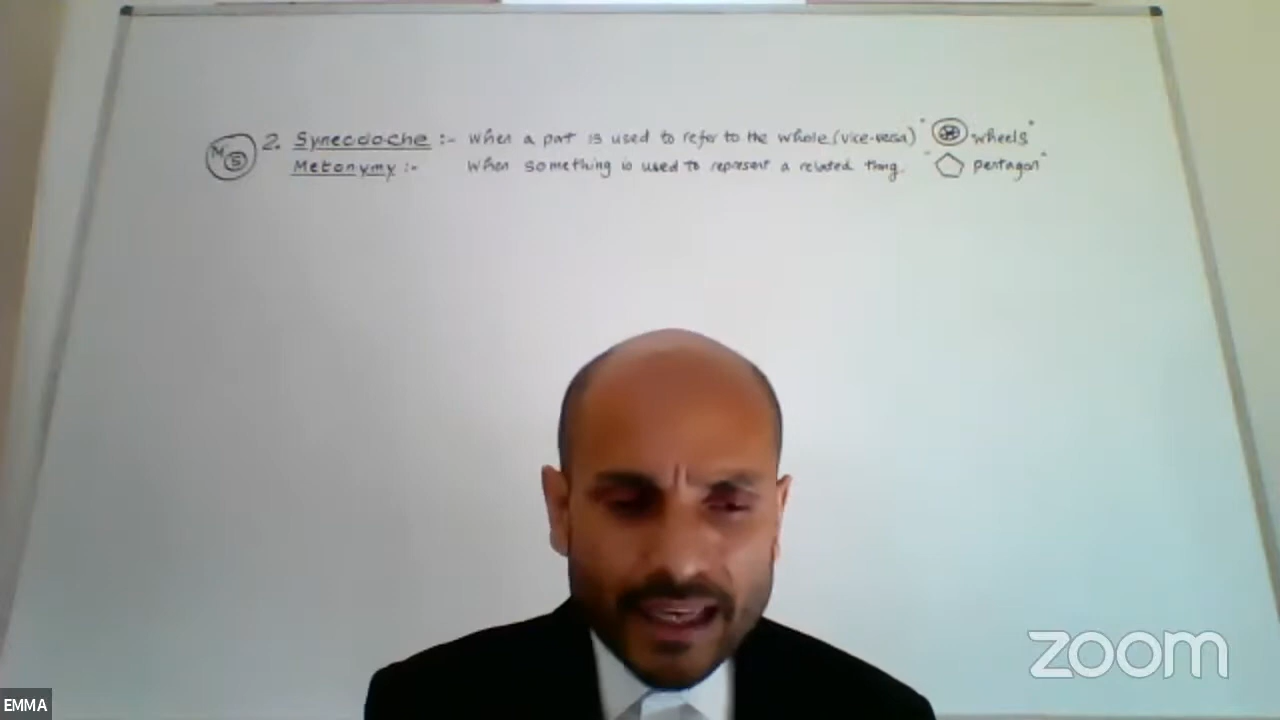 M S 2. Synecdoche :- When a part is used to refer to the whole (vice-versa) " wheels"
Metonymy :- When something is used to represent a related thing. " pentagon"
zoom
EMMA